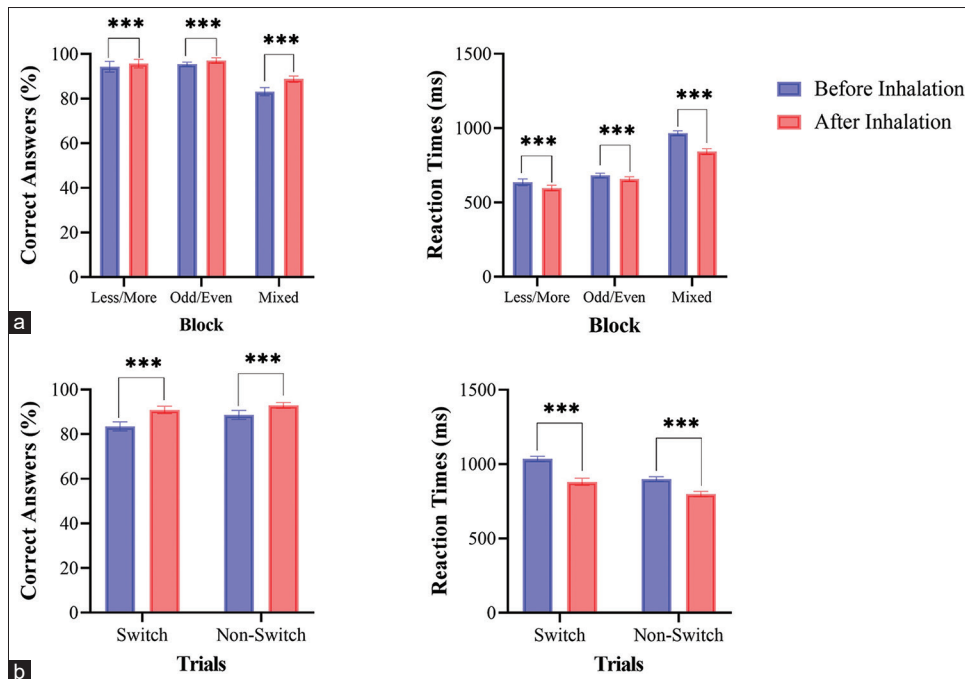 *** *** ***
Correct Answers (%)
100
80
60
40
20
0
Less/More Odd/Even Mixed
Block
a
*** *** ***
Reaction Times (ms)
1500
1000
500
0
Less/More Odd/Even Mixed
Block
Before Inhalation
After Inhalation
*** ***
Correct Answers (%)
100
80
60
40
20
0
Switch Non-Switch
Trials
b
*** ***
Reaction Times (ms)
1500
1000
500
0
Switch Non-Switch
Trials